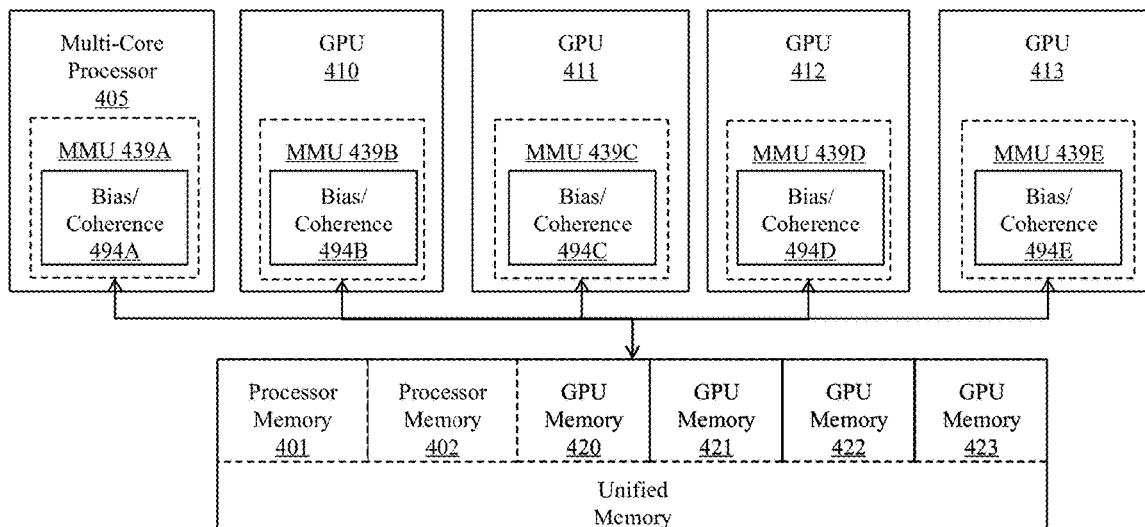 Multi-Core
Processor
405
MMU 439A
Bias/
Coherence
494A
GPU
410
MMU 439B
Bias/
Coherence
494B
GPU
411
MMU 439C
Bias/
Coherence
494C
GPU
412
MMU 439D
Bias/
Coherence
494D
GPU
413
MMU 439E
Bias/
Coherence
494E
Processor
Memory
401
Processor
Memory
402
GPU
Memory
420
GPU
Memory
421
GPU
Memory
422
GPU
Memory
423
Unified
Memory